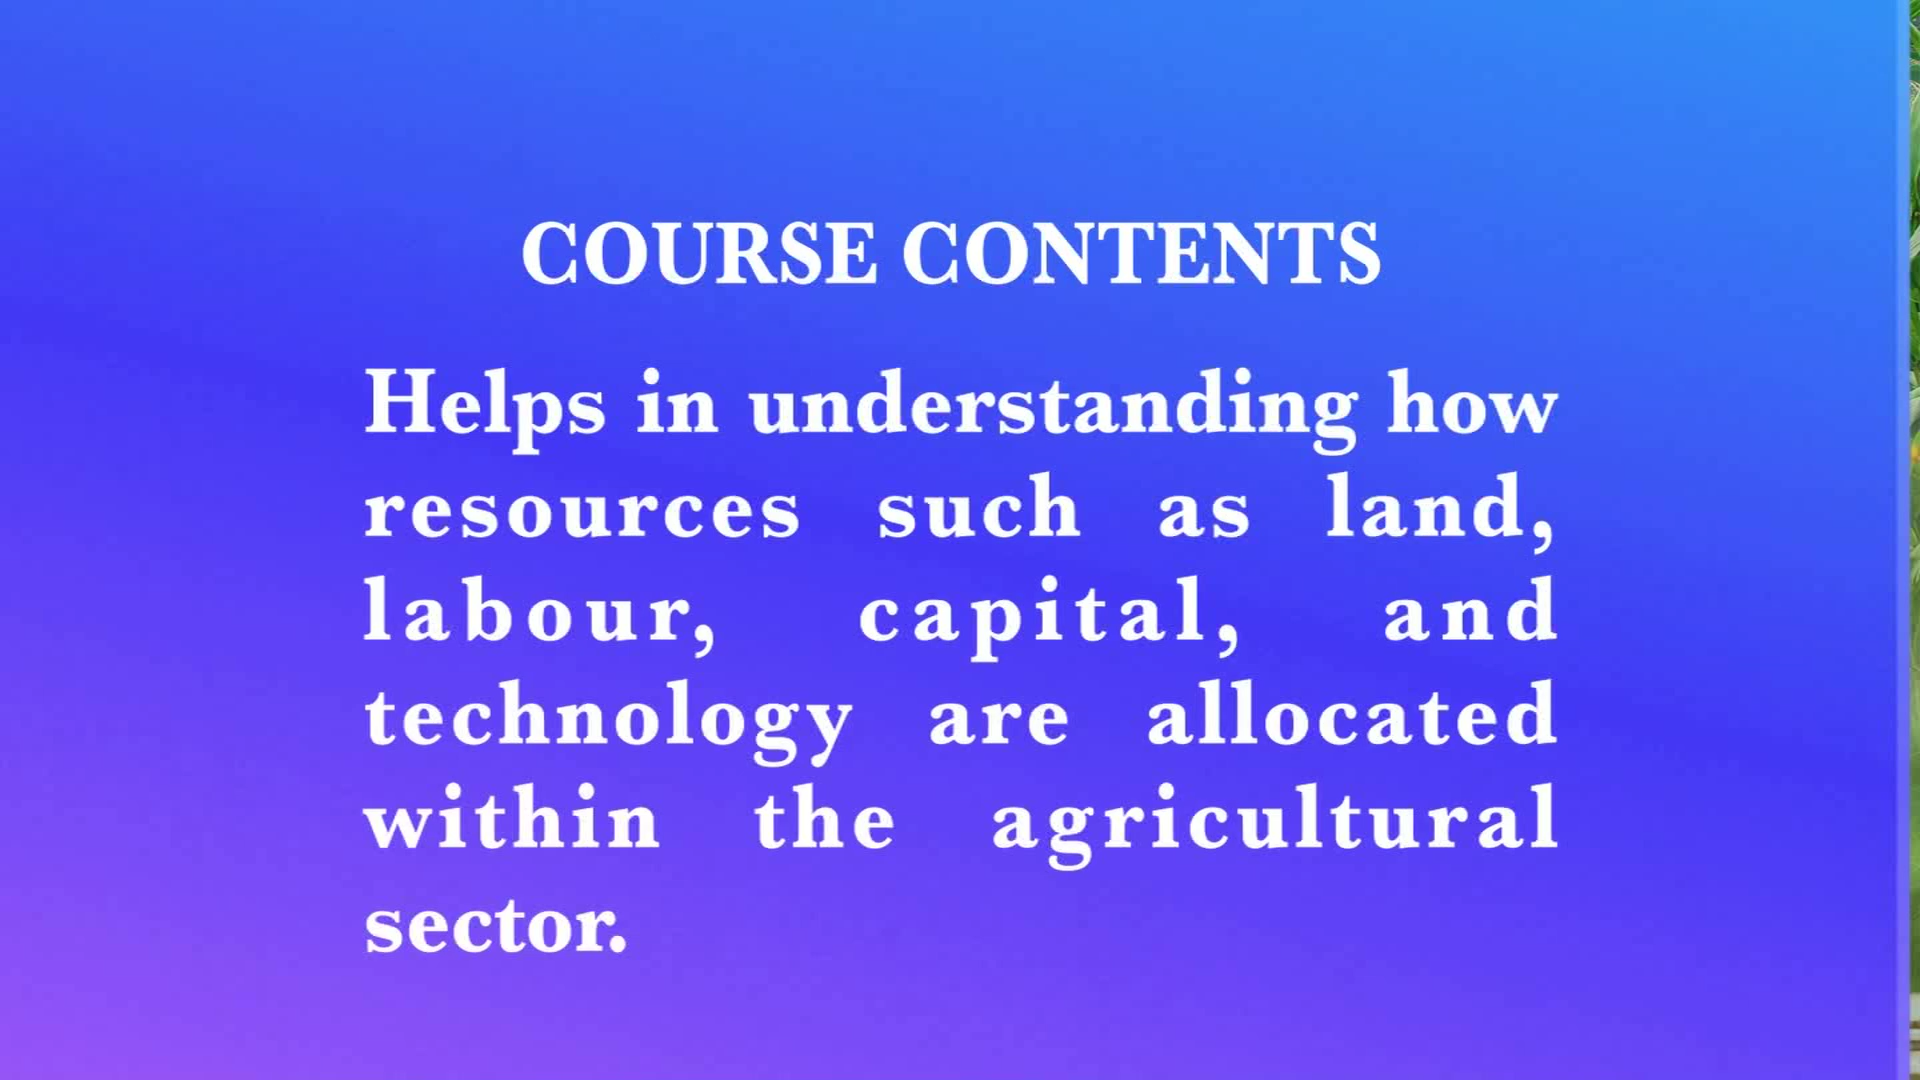 COURSE CONTENTS
Helps in understanding how
resources such as land,
labour, capital, and
technology are allocated
within the agricultural
sector.